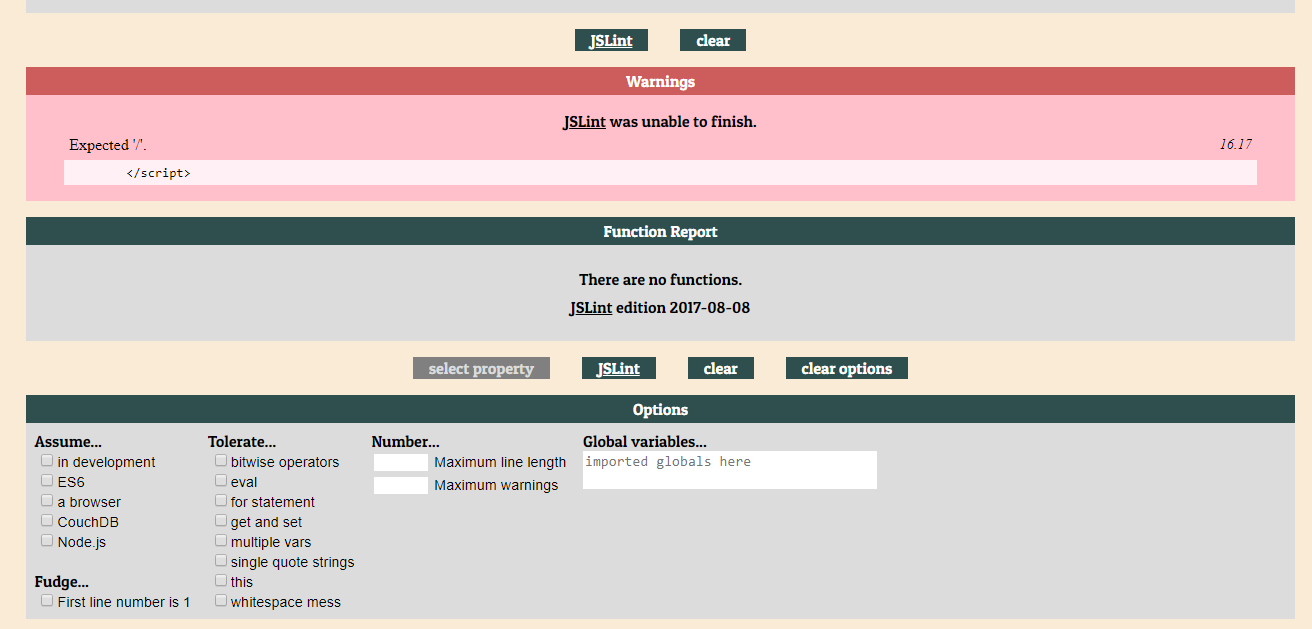 JSLint clear
Warnings
JSLint was unable to finish.
Expected '/'. 16.17
</script>
Function Report
There are no functions.
JSLint edition 2017-08-08
select property JSLint clear clear options
Options
Assume...
in development
ES6
a browser
CouchDB
Node.js
Fudge...
First line number is 1
Tolerate...
bitwise operators
eval
for statement
get and set
multiple vars
single quote strings
this
whitespace mess
Number...
Maximum line length
Maximum warnings
Global variables...
imported globals here